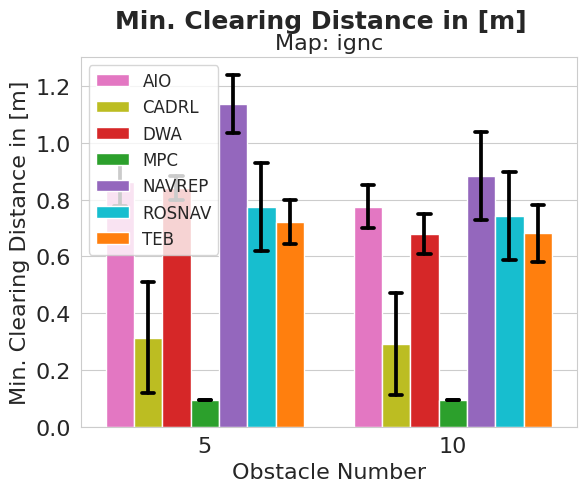 Min. Clearing Distance in [m]
Map: ignc
Min. Clearing Distance in [m]
1.2
1.0
0.8
0.6
0.4
0.2
0.0
AIO
CADRL
DWA
MPC
NAVREP
ROSNAV
TEB
5
10
Obstacle Number